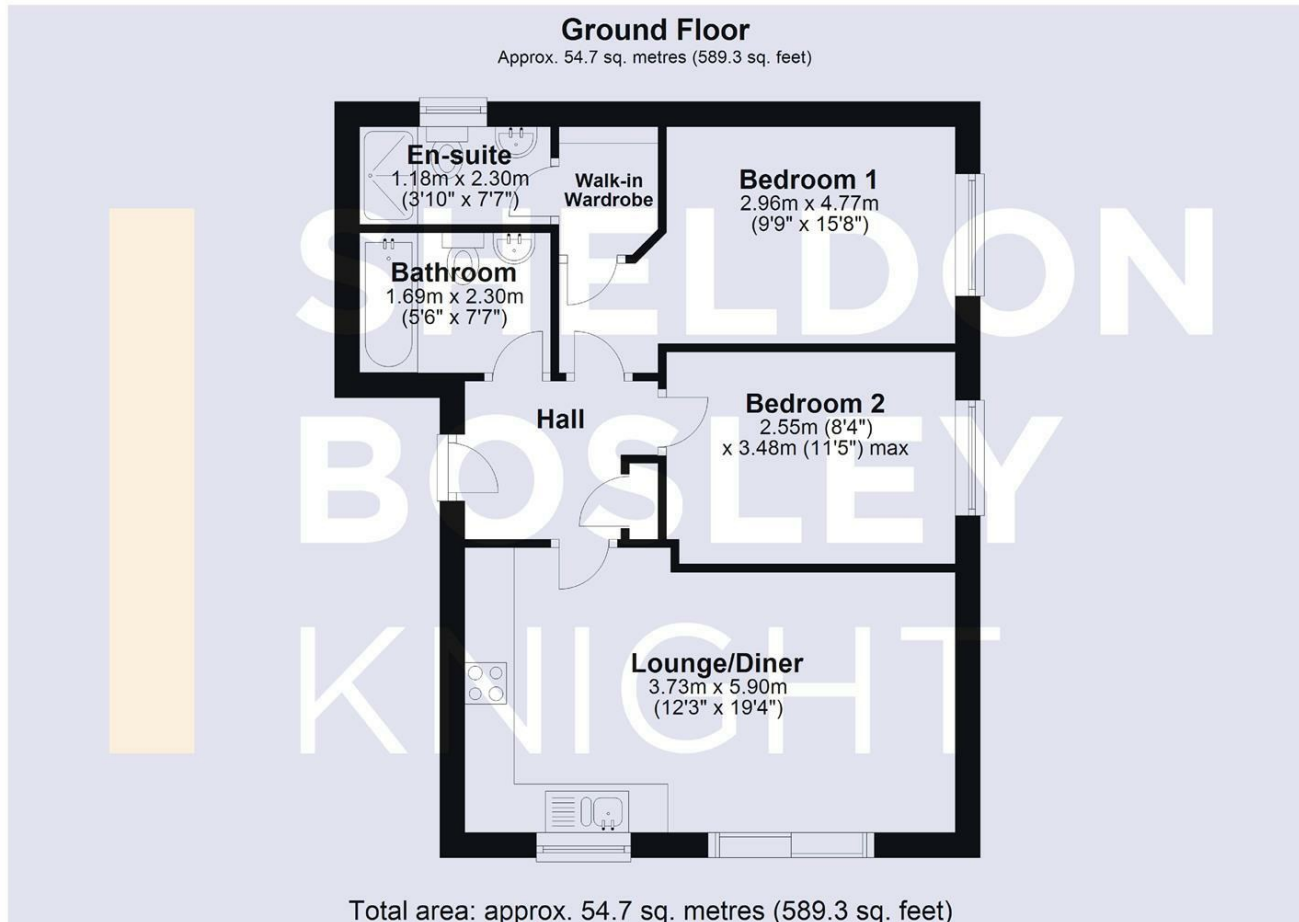 Ground Floor
Approx. 54.7 sq. metres (589.3 sq. feet)
En-suite
1.18m x 2.30m
(3'10" x 7'7")
Walk-in
Wardrobe
Bedroom 1
2.96m x 4.77m
(9'9" x 15'8")
SHELDON
Bathroom
1.69m x 2.30m
(5'6" x 7'7")
Hall
Bedroom 2
2.55m (8'4")
x 3.48m (11'5") max
BOSLEY
Lounge/Diner
3.73m x 5.90m
(12'3" x 19'4")
KNIGHT
Total area: approx. 54.7 sq. metres (589.3 sq. feet)